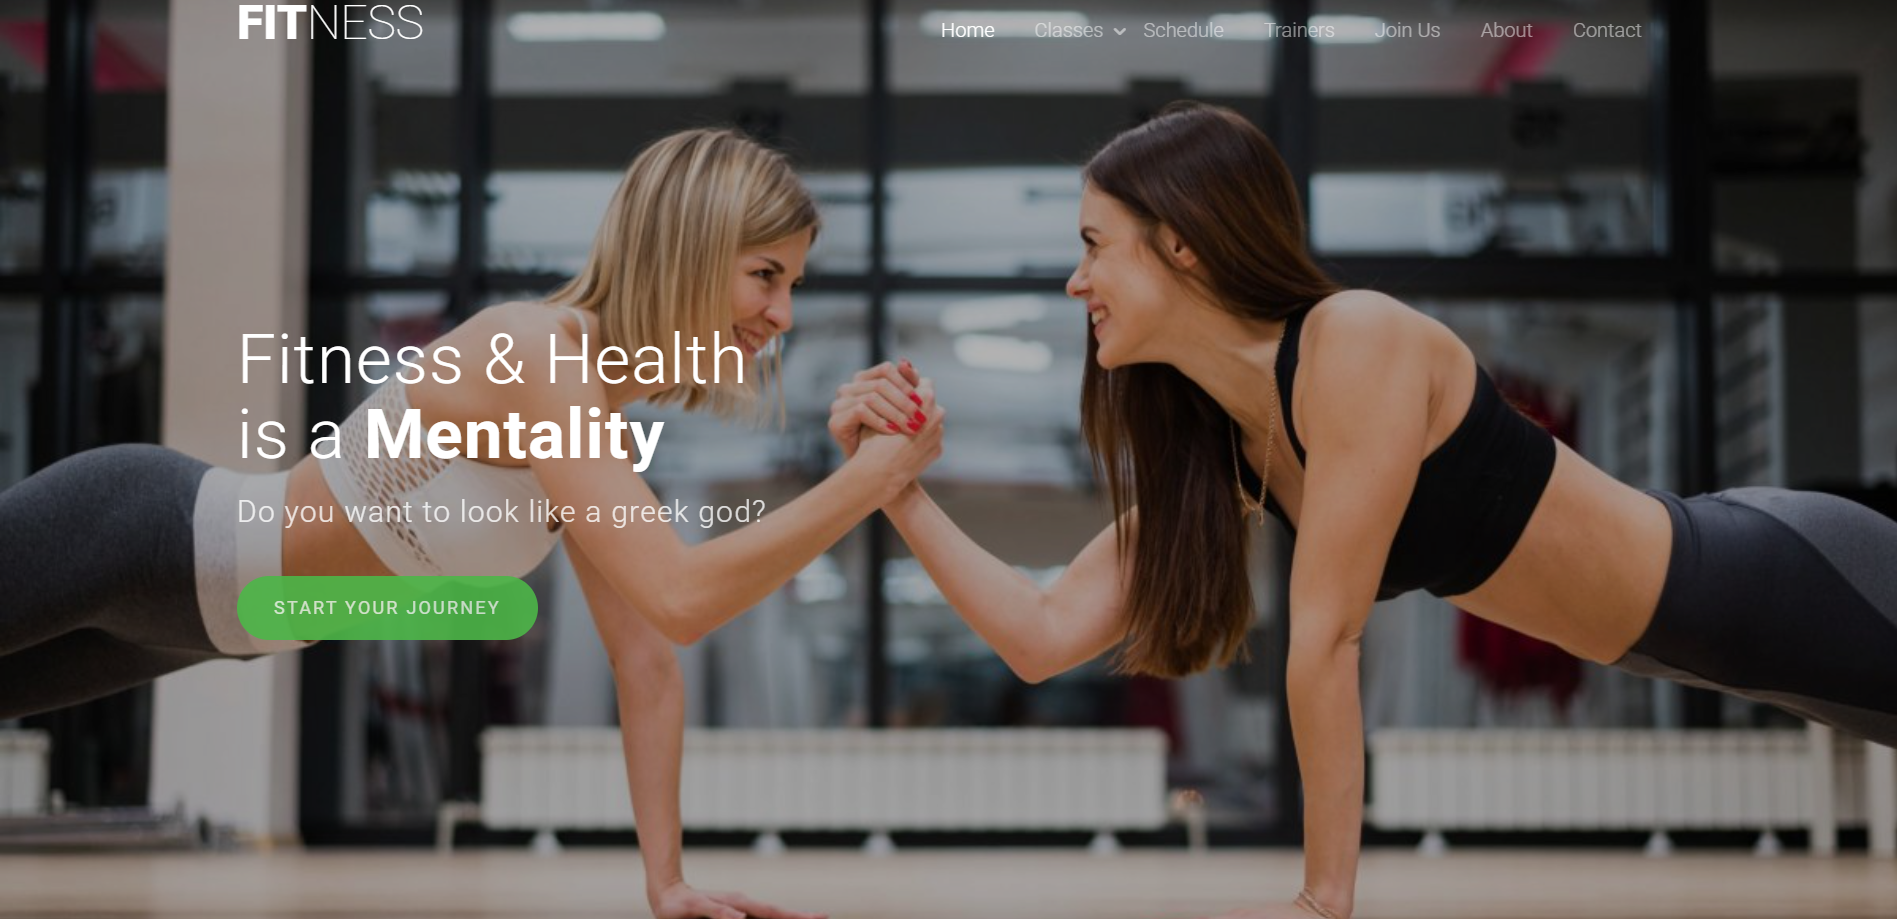 FITNESS
Home Classes Schedule Trainers Join Us About Contact
Fitness & Health
is a Mentality
Do you want to look like a greek god?
START YOUR JOURNEY